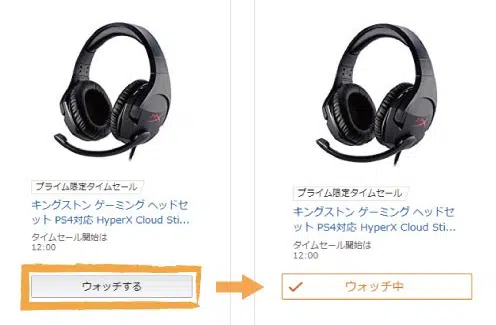 プライム限定タイムセール
キングストン ゲーミング ヘッドセ
ット PS4対応 HyperX Cloud Sti...
タイムセール開始は
12:00
ウォッチする
プライム限定タイムセール
キングストン ゲーミング ヘッドセ
ット PS4対応 HyperX Cloud Sti...
タイムセール開始は
12:00
ウォッチ中